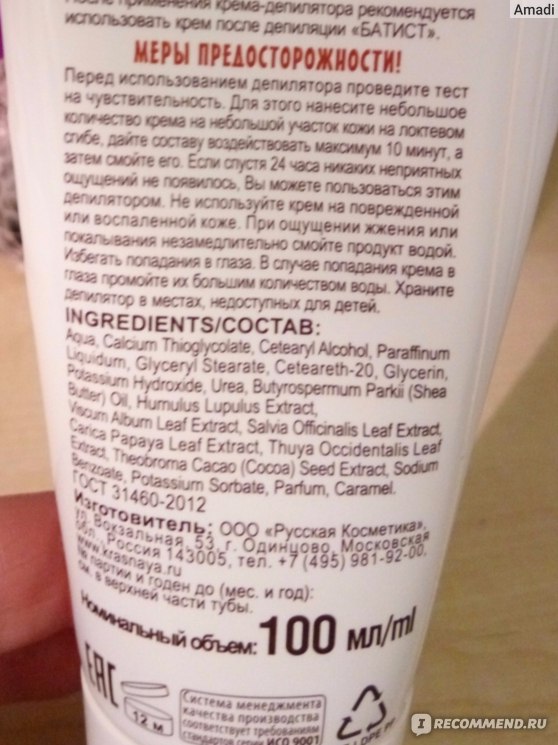 Amadi
После применения крема-депилятора рекомендуется
использовать крем после депиляции «БАТИСТ».
МЕРЫ ПРЕДОСТОРОЖНОСТИ!
Перед использованием депилятора проведите тест
на чувствительность. Для этого нанесите небольшое
количество крема на небольшой участок кожи на локтевом
сгибе, дайте составу воздействовать максимум 10 минут, а
затем смойте его. Если спустя 24 часа никаких неприятных
ощущений не появилось, Вы можете пользоваться этим
депилятором. Не используйте крем на поврежденной
или воспаленной коже. При ощущении жжения или
покалывания незамедлительно смойте продукт водой.
Избегать попадания в глаза. В случае попадания крема в
глаза промойте их большим количеством воды. Храните
депилятор в местах, недоступных для детей.
INGREDIENTS/СОСТАВ:
Aqua, Calcium Thioglycolate, Cetearyl Alcohol, Paraffinum
Liquidum, Glyceryl Stearate, Ceteareth-20, Glycerin,
Potassium Hydroxide, Urea, Butyrospermum Parkii (Shea
Butter) Oil, Humulus Lupulus Extract,
Viscum Album Leaf Extract, Salvia Officinalis Leaf Extract,
Carica Papaya Leaf Extract, Thuya Occidentalis Leaf
Extract, Theobroma Cacao (Cocoa) Seed Extract, Sodium
Benzoate, Potassium Sorbate, Parfum, Caramel.
ГОСТ 31460-2012
Изготовитель: ООО «Русская Косметика»,
ул. Вокзальная, 53, г. Одинцово, Московская
обл., Россия 143005, тел. +7 (495) 981-92-00.
www.krasnaya.ru
№ партии и годен до (мес. и год):
см. в верхней части тубы.
Номинальный объем: 100 мл/ml
EAC
12 м
Система менеджмента
качества производства
соответствует требованиям
стандартов серии ИСО 9001
LDPE
IRECOMMEND.RU